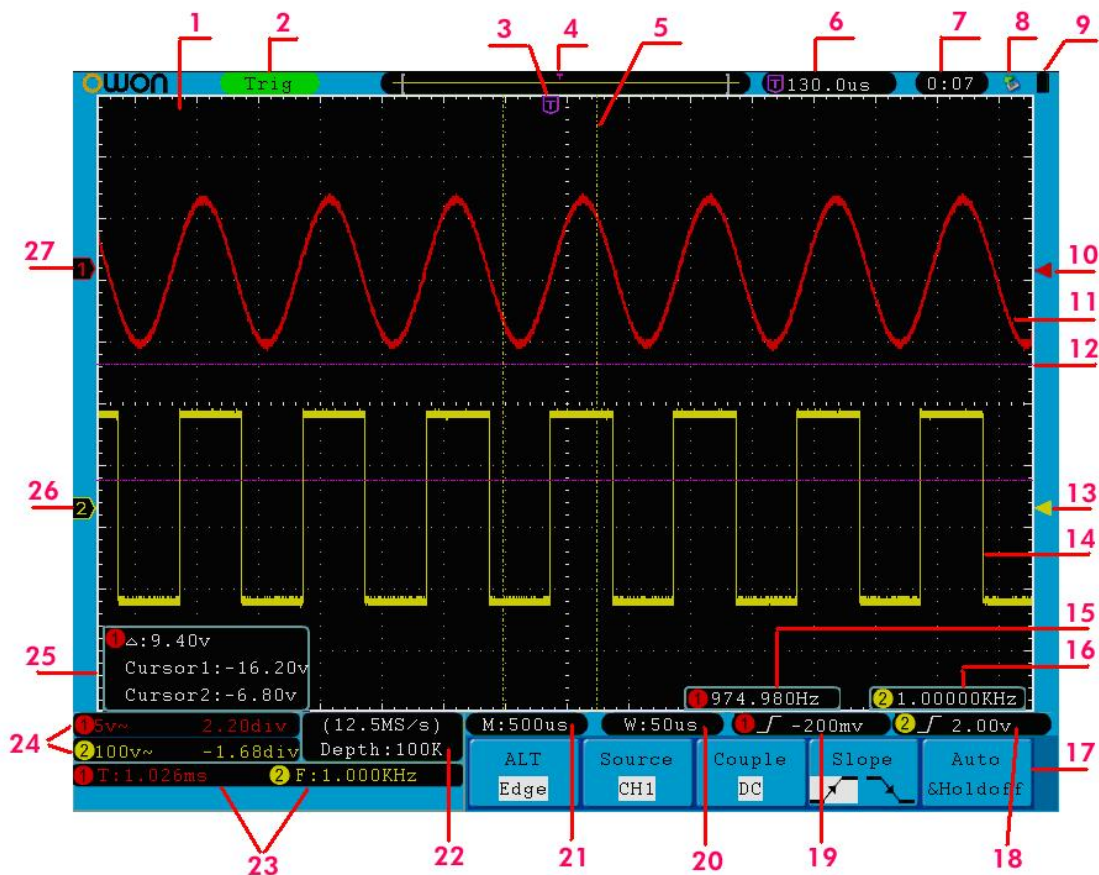 1 2 3 4 5 6 7 8 9
OWON Trig T T 130.0us 0:07
T
27 1 10
11
12
26 2 13
14
15
16
25 1 △:9.40v
Cursor1:-16.20v
Cursor2:-6.80v
1 974.980Hz 2 1.00000KHz
24 1 5v~ 2.20div (12.5MS/s) M:500us W:50us 1 -200mv 2 2.00v
2 100v~ -1.68div Depth:100K
1 T:1.026ms 2 F:1.000KHz
ALT Source Couple Slope Auto 17
Edge CH1 DC &Holdoff
23 22 21 20 19 18